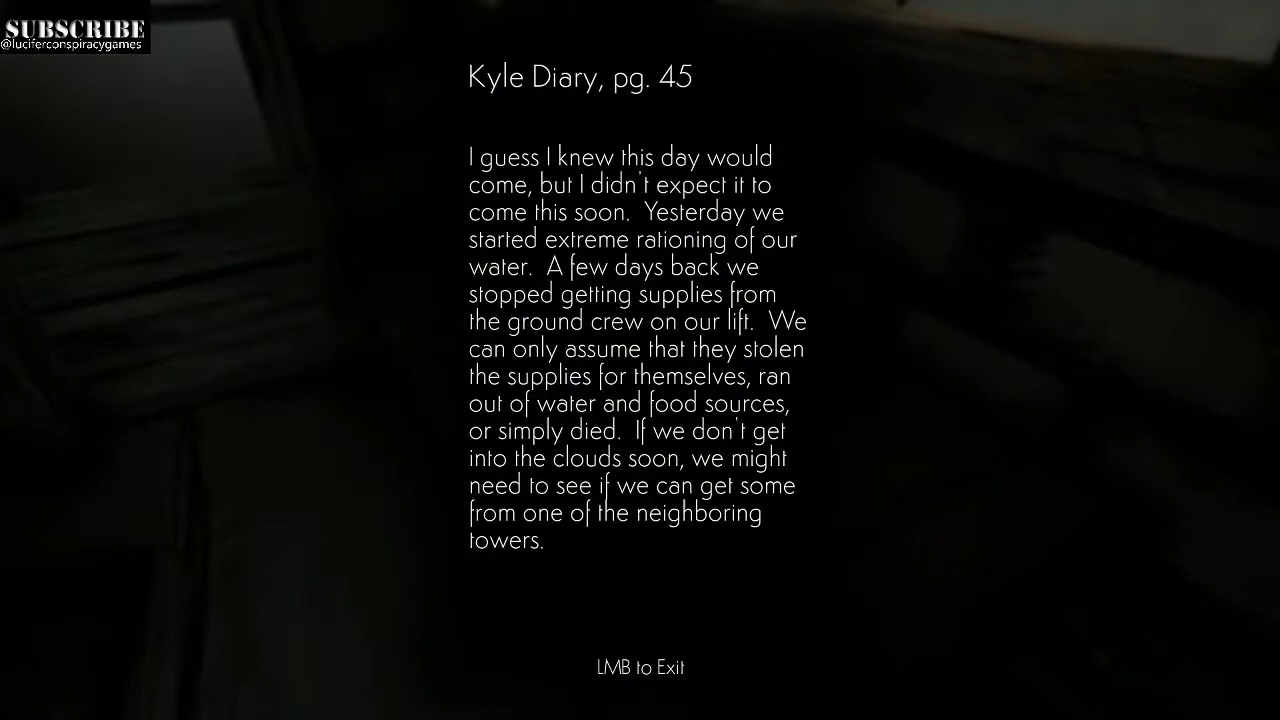 SUBSCRIBE
@luciferconspiracygames
Kyle Diary, pg. 45
I guess I knew this day would
come, but I didn't expect it to
come this soon.  Yesterday we
started extreme rationing of our
water.  A few days back we
stopped getting supplies from
the ground crew on our lift.  We
can only assume that they stolen
the supplies for themselves, ran
out of water and food sources,
or simply died.  If we don't get
into the clouds soon, we might
need to see if we can get some
from one of the neighboring
towers.
LMB to Exit